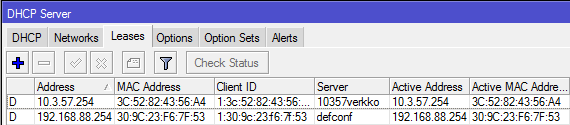 DHCP Server
DHCP Networks Leases Options Option Sets Alerts
Check Status
Address MAC Address Client ID Server Active Address Active MAC Addre...
D 10.3.57.254 3C:52:82:43:56:A4 1:3c:52:82:43:56:... 10357verkko 10.3.57.254 3C:52:82:43:56:A4
D 192.168.88.254 30:9C:23:F6:7F:53 1:30:9c:23:f6:7f:53 defconf 192.168.88.254 30:9C:23:F6:7F:53